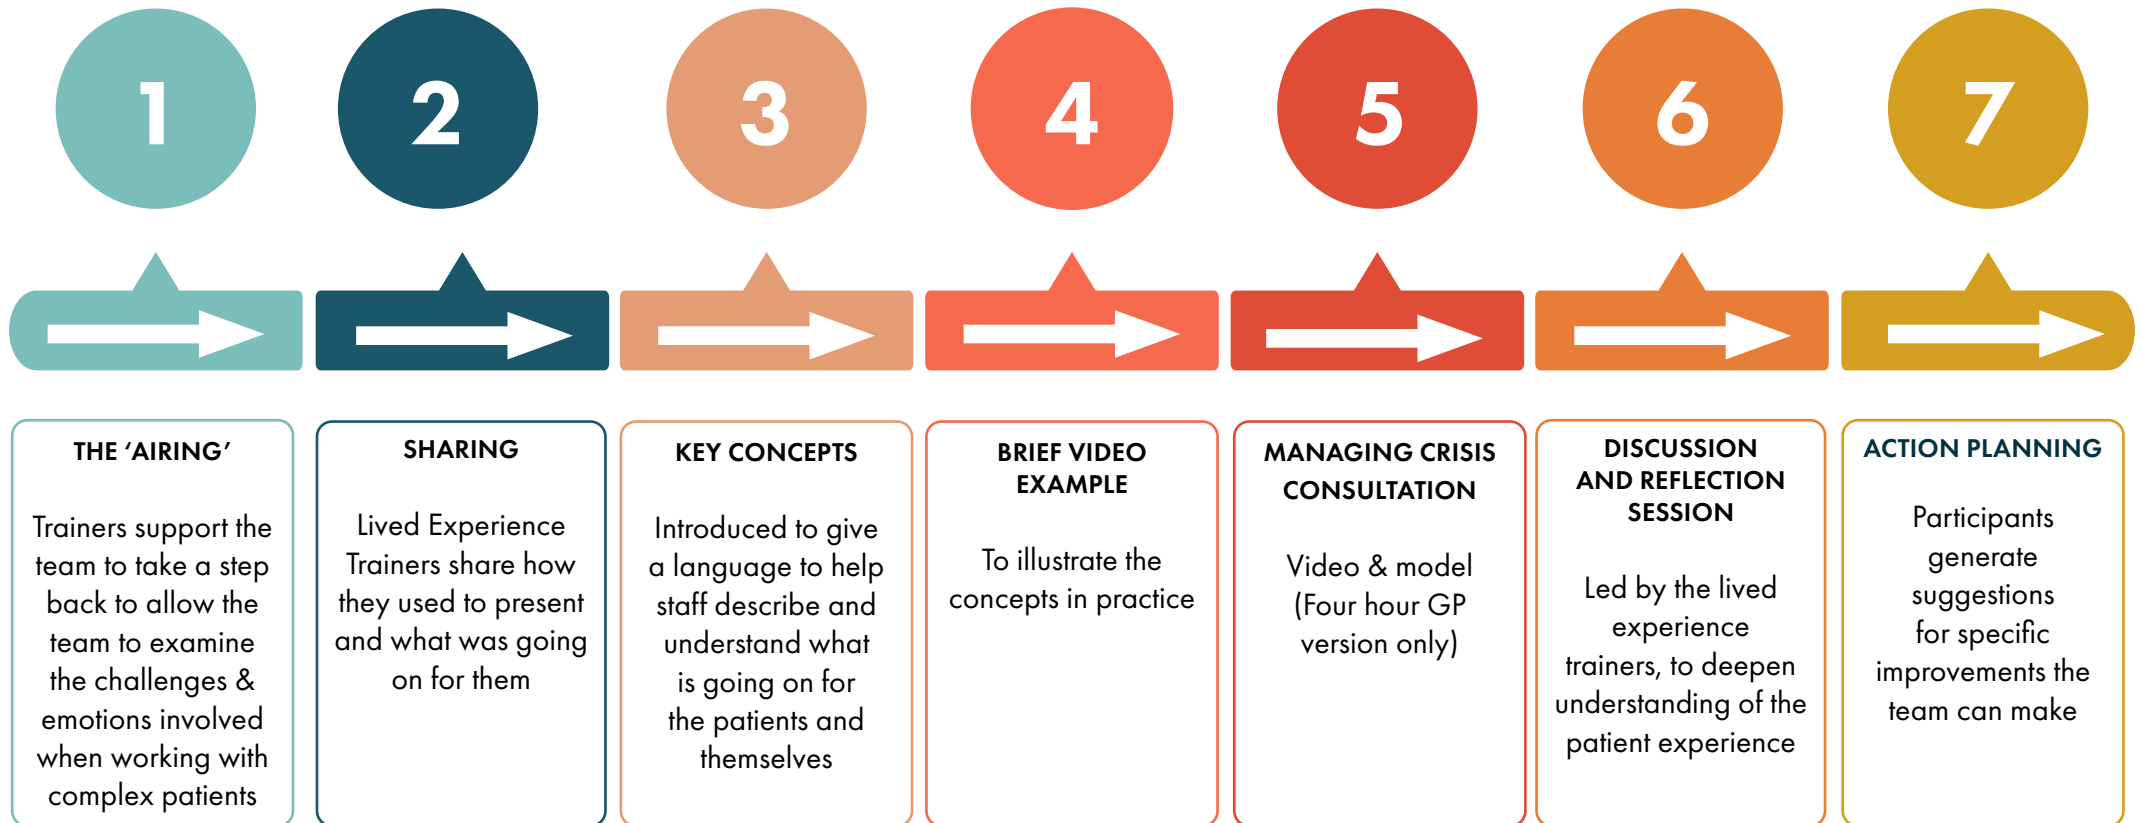 1
2
3
4
5
6
7
THE ‘AIRING’
Trainers support the
team to take a step
back to allow the
team to examine
the challenges &
emotions involved
when working with
complex patients
SHARING
Lived Experience
Trainers share how
they used to present
and what was going
on for them
KEY CONCEPTS
Introduced to give
a language to help
staff describe and
understand what
is going on for
the patients and
themselves
BRIEF VIDEO
EXAMPLE
To illustrate the
concepts in practice
MANAGING CRISIS
CONSULTATION
Video & model
(Four hour GP
version only)
DISCUSSION
AND REFLECTION
SESSION
Led by the lived
experience
trainers, to deepen
understanding of the
patient experience
ACTION PLANNING
Participants
generate
suggestions
for specific
improvements the
team can make